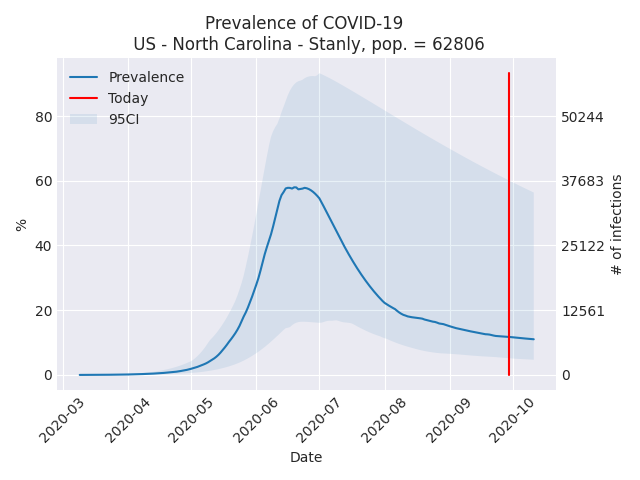 Prevalence of COVID-19
US - North Carolina - Stanly, pop. = 62806
Prevalence
Today
95CI
%
80
60
40
20
0
50244
37683
25122
12561
0
# of infections
2020-03
2020-04
2020-05
2020-06
2020-07
2020-08
2020-09
2020-10
Date